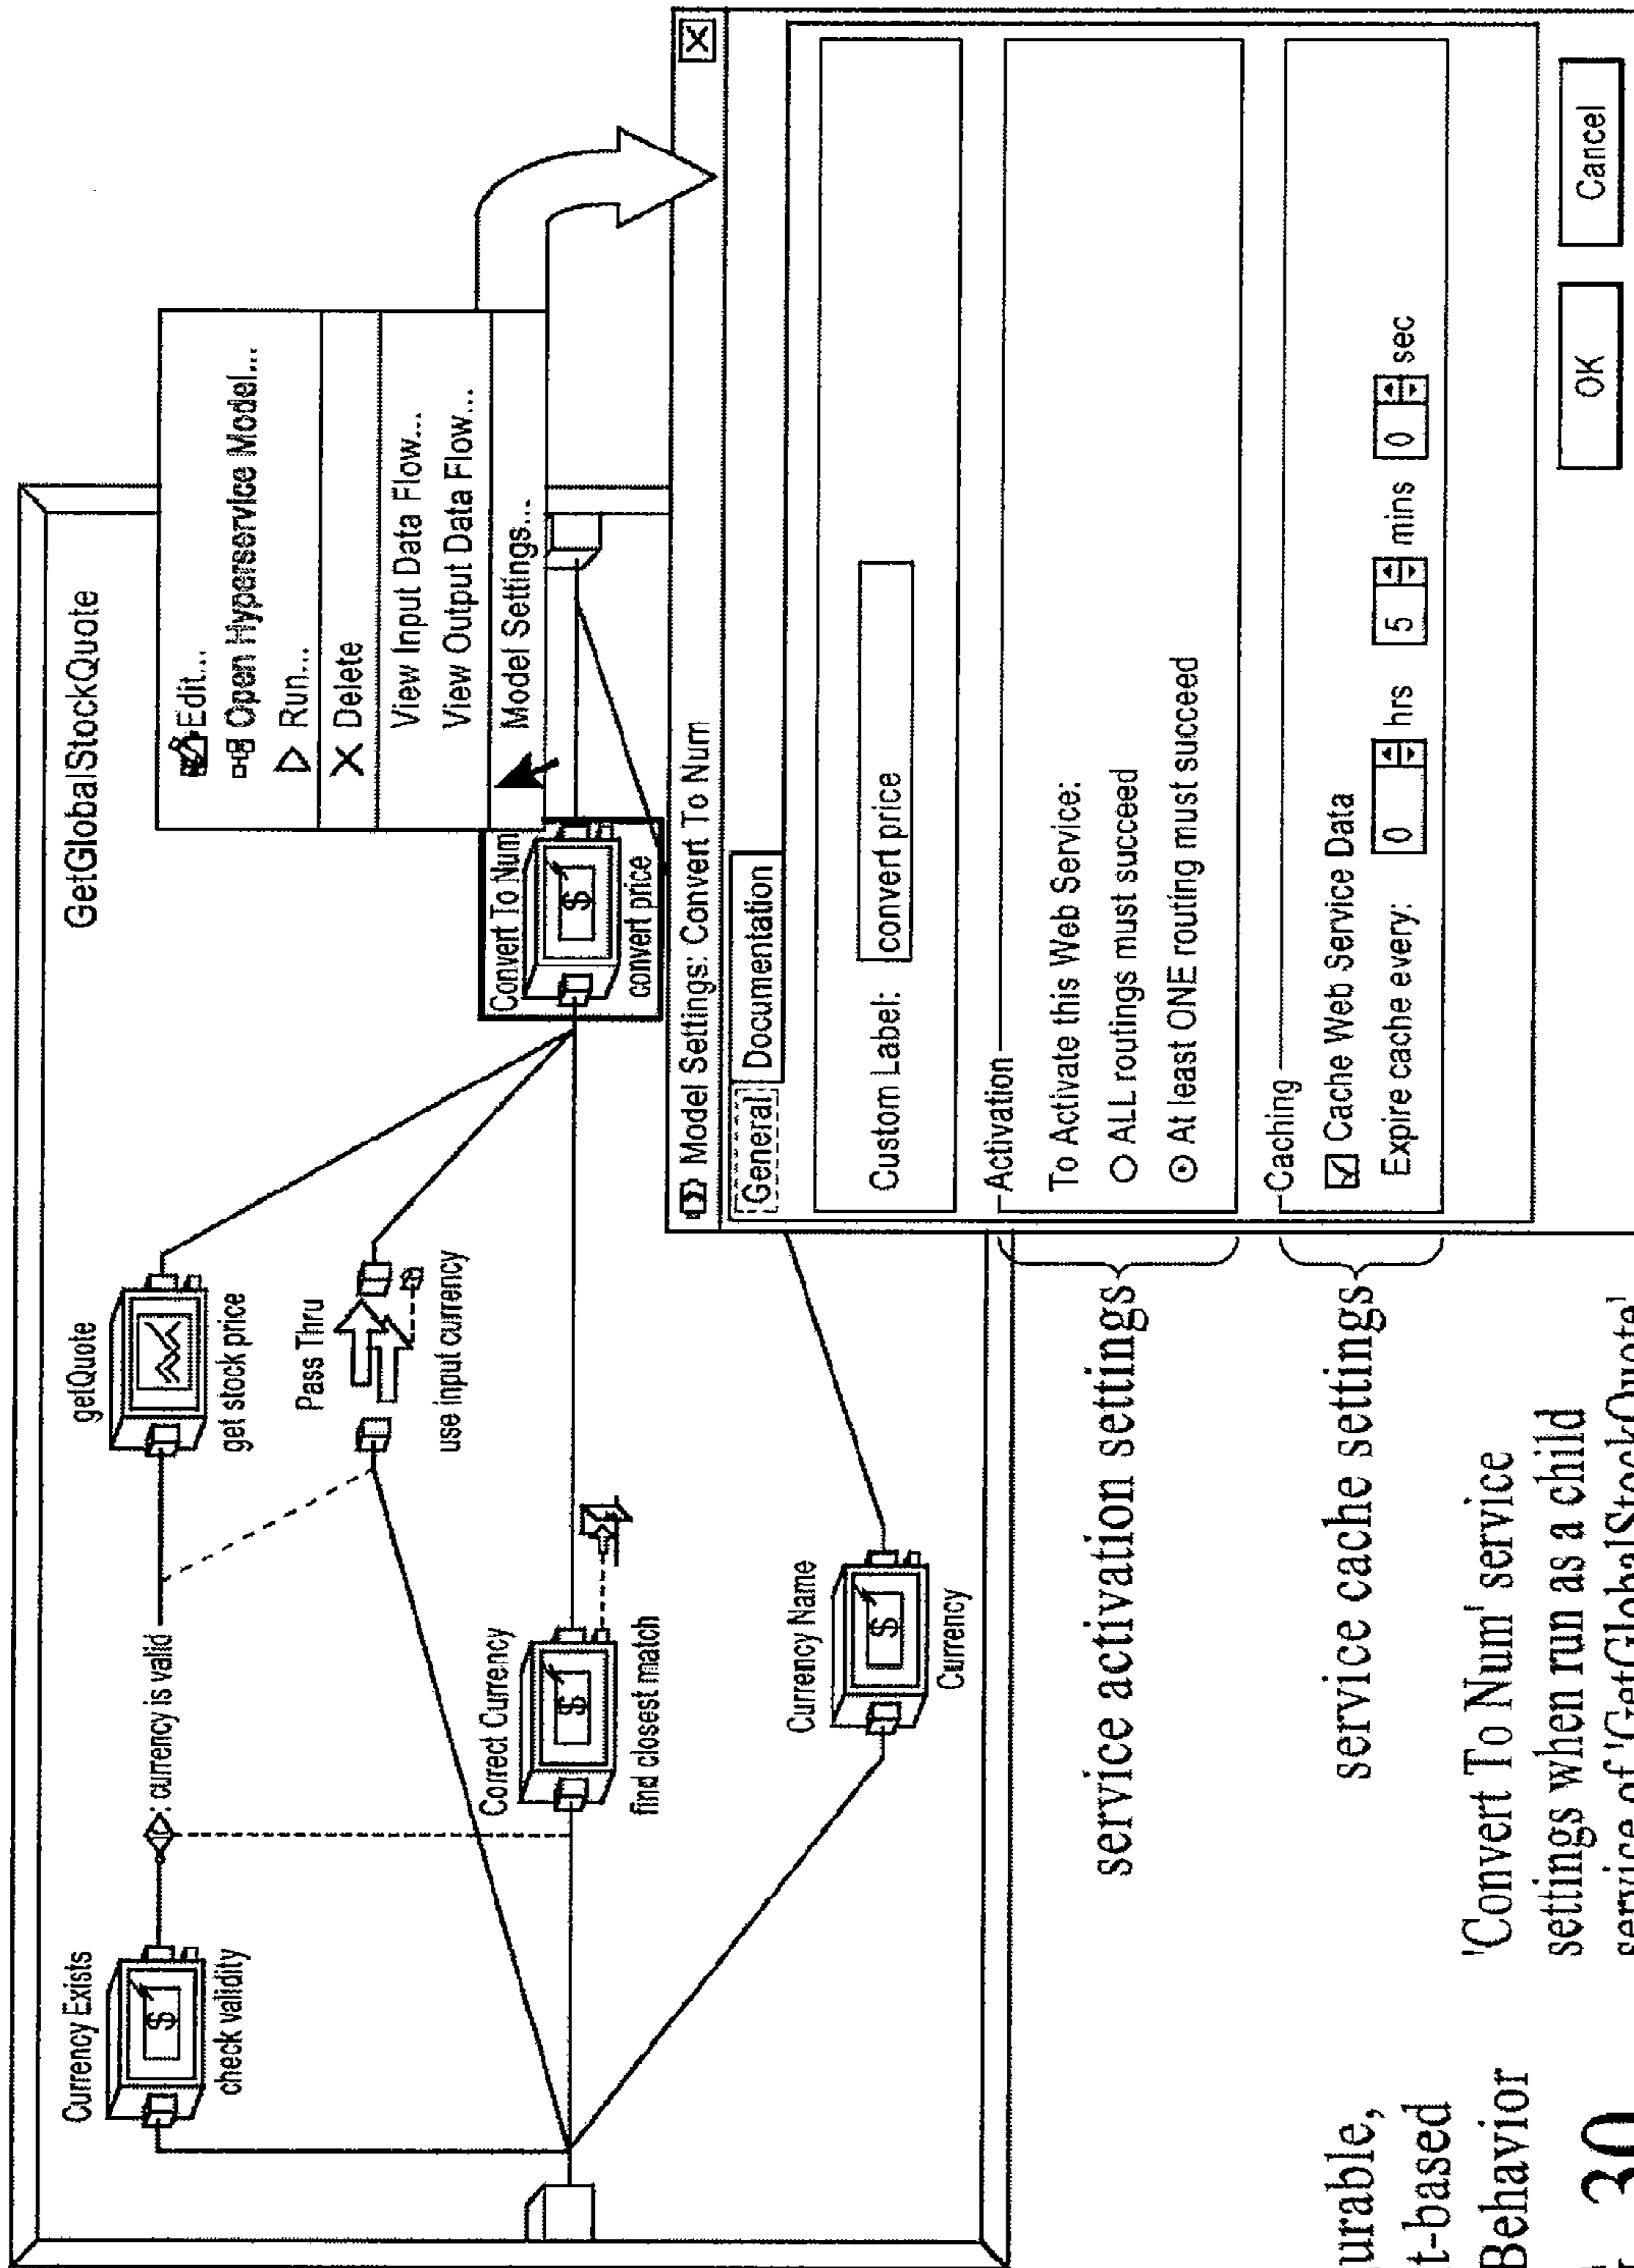 GetGlobalStockQuote
Currency Exists
check validity
: currency is valid
getQuote
get stock price
Pass Thru
use input currency
Correct Currency
$
find closest match
Currency Name
$
Currency
$
Convert To Num
$
convert price
Edit...
Open Hyperservice Model...
Run...
Delete
View Input Data Flow...
View Output Data Flow...
Model Settings...
Model Settings: Convert To Num
General
Documentation
Custom Label: convert price
Activation
To Activate this Web Service:
ALL routings must succeed
At least ONE routing must succeed
Caching
Cache Web Service Data
Expire cache every: 0 hrs 5 mins 0 sec
OK
Cancel
service activation settings
service cache settings
'Convert To Num' service
settings when run as a child
service of 'GetGlobalStockQuote'
urable,
t-based
Behavior
30